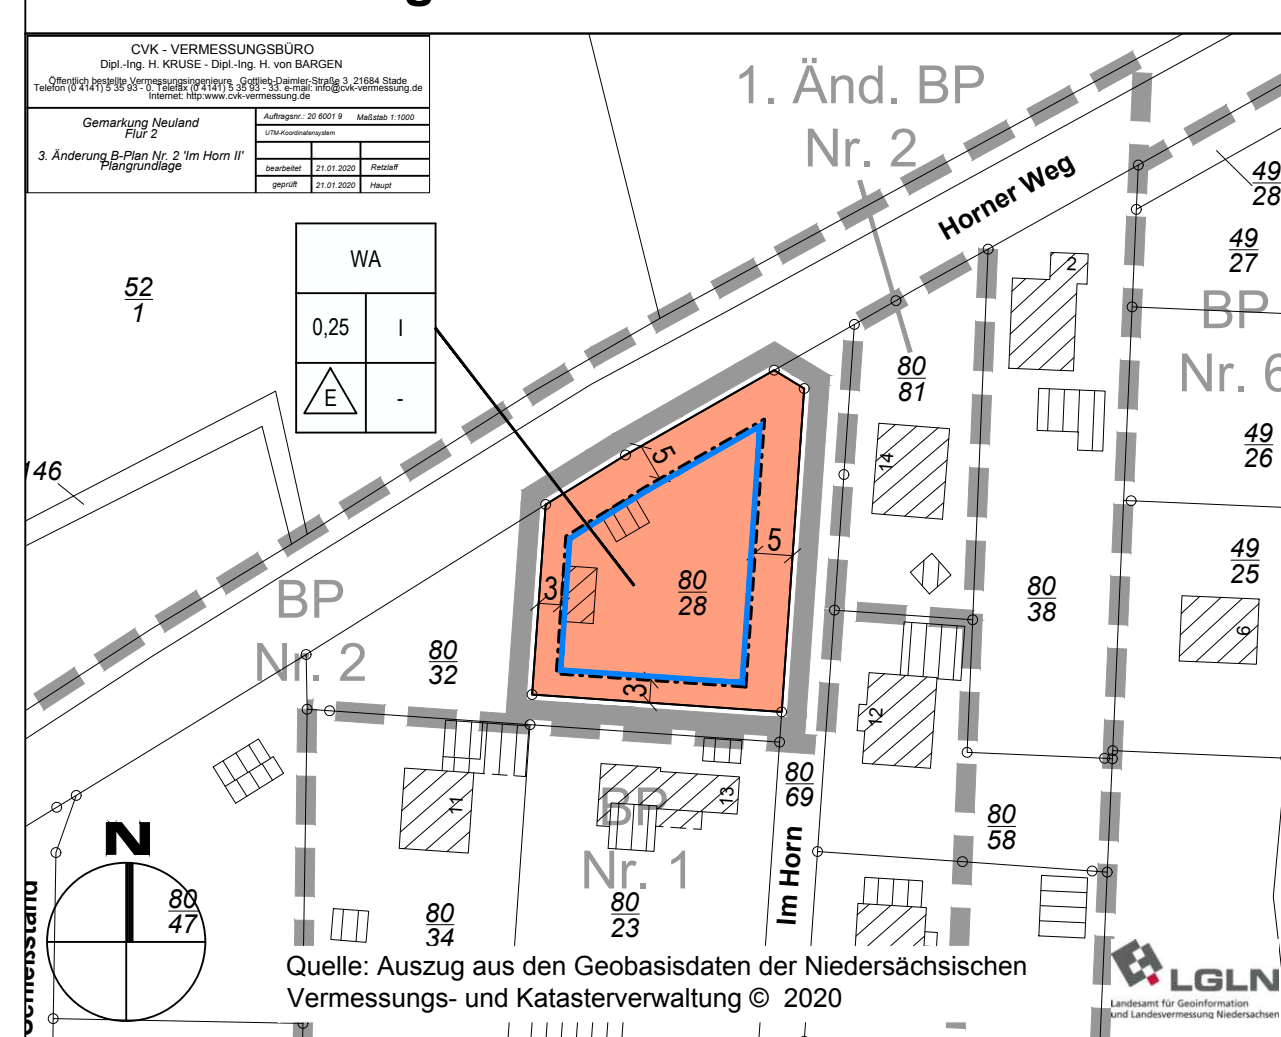 CVK - VERMESSUNGSBÜRO
Dipl.-Ing. H. KRUSE - Dipl.-Ing. H. von BARGEN
Öffentlich bestellte Vermessungsingenieure Gottlieb-Daimler-Straße 3 21684 Stade
Telefon (0 4141) 5 35 93 - 0. Telefax (0 4141) 5 35 93 - 33. e-mail: info@cvk-vermessung.de
Internet: http:www.cvk-vermessung.de
Gemarkung Neuland
Flur 2
3. Änderung B-Plan Nr. 2 'Im Horn II'
Plangrundlage
Auftragsnr.: 20 6001 9 Maßstab 1:1000
UTM-Koordinatensystem
bearbeitet 21.01.2020 Retzlaff
geprüft 21.01.2020 Haupt
1. Änd. BP
Nr. 2
Horner Weg
49
28
49
27
2
52
1
WA
0,25 I
E -
BP
Nr. 6
80
81
49
26
146
14
5
5
49
25
3
80
28
80
38
BP
Nr. 2
80
32
6
3
12
80
69
11
13
BP
Nr. 1
80
58
Im Horn
N
80
47
80
34
80
23
Quelle: Auszug aus den Geobasisdaten der Niedersächsischen
Vermessungs- und Katasterverwaltung © 2020
LGLN
Landesamt für Geoinformation
und Landesvermessung Niedersachsen